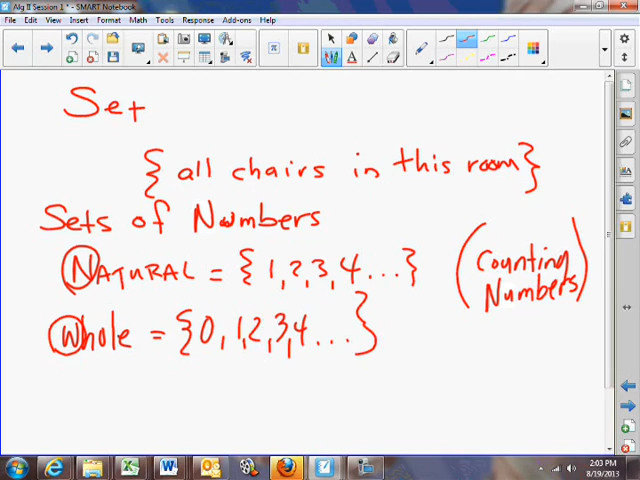 Alg II Session 1 * - SMART Notebook
File Edit View Insert Format Tools Response Add-ons Help
Set
{ all chairs in this room }
Sets of Numbers
NATURAL = { 1, 2, 3, 4 ... } (Counting Numbers)
Whole = { 0, 1, 2, 3, 4 ... }
2:03 PM
8/19/2013